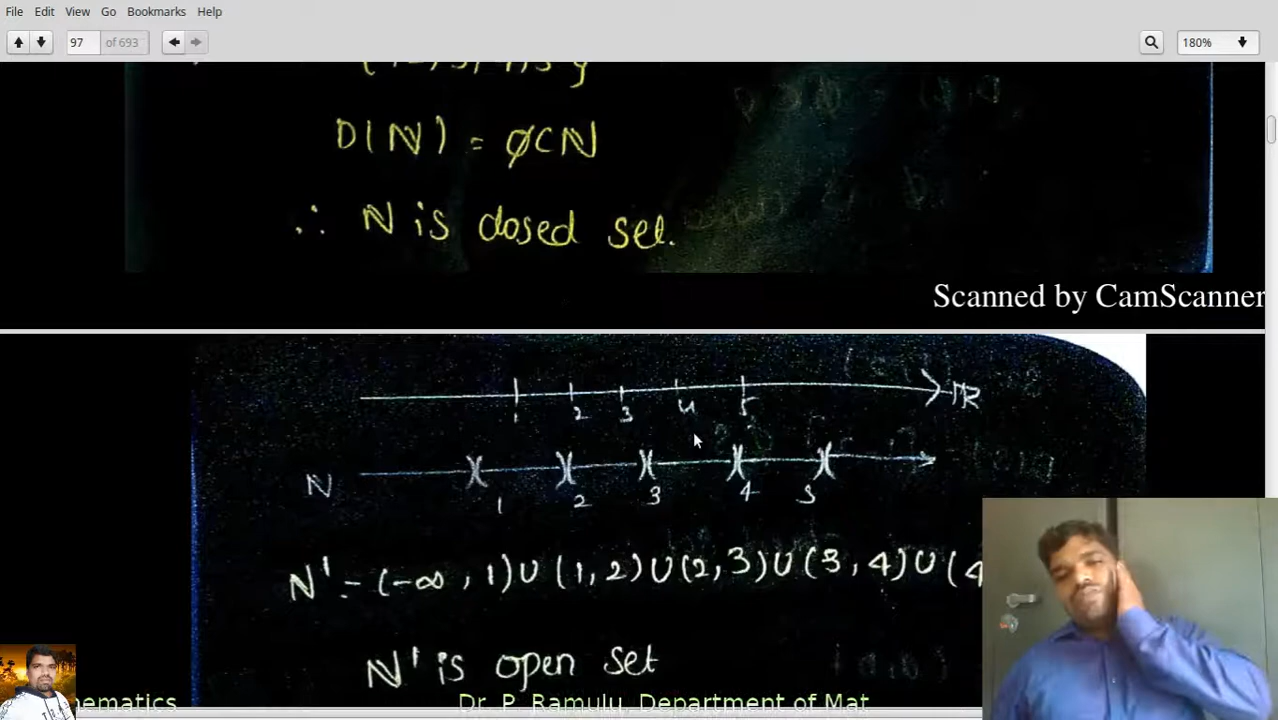 File Edit View Go Bookmarks Help
97 of 693 180%
D(N) = ∅⊂N
∴ N is closed set.
Scanned by CamScanner
1 2 3 4 5 IR
N 1 2 3 4 5
N' = (-∞, 1) ∪ (1, 2) ∪ (2, 3) ∪ (3, 4) ∪ (4
N' is open set
hematics Dr. P. Ramulu, Department of Mat